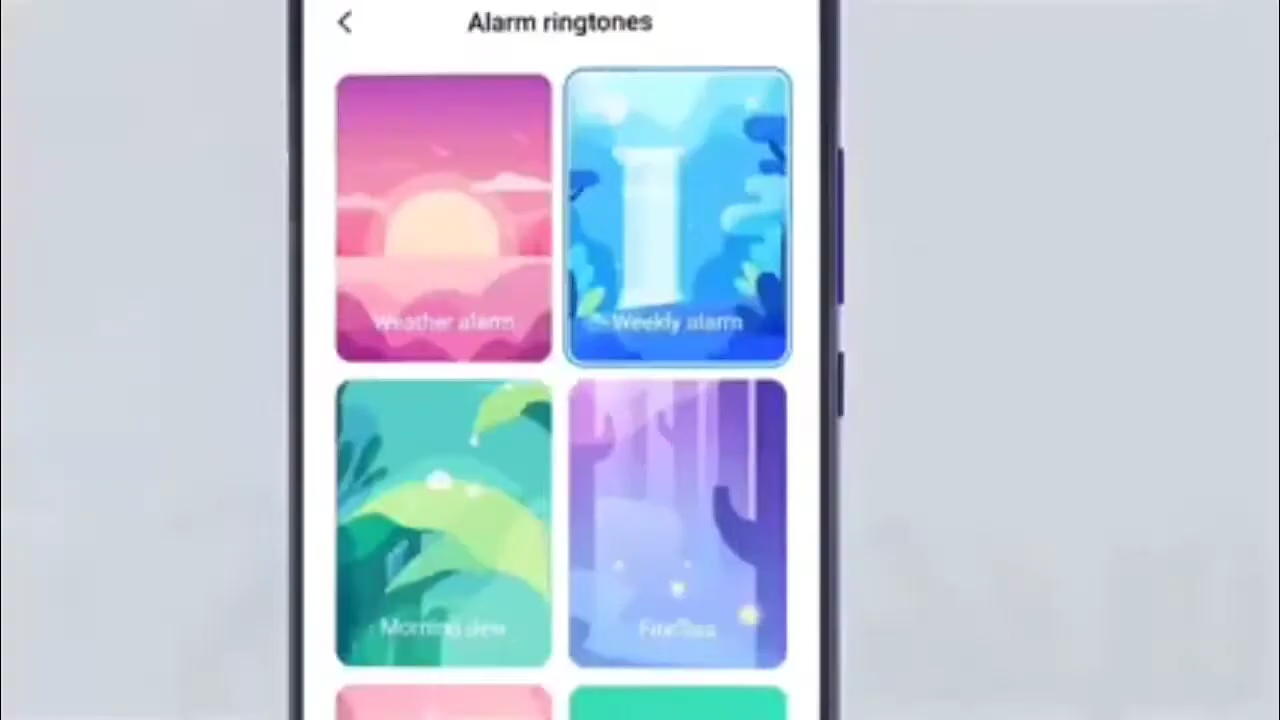 Alarm ringtones
Weather alarm
Weekly alarm
Morning dew
Fireflies